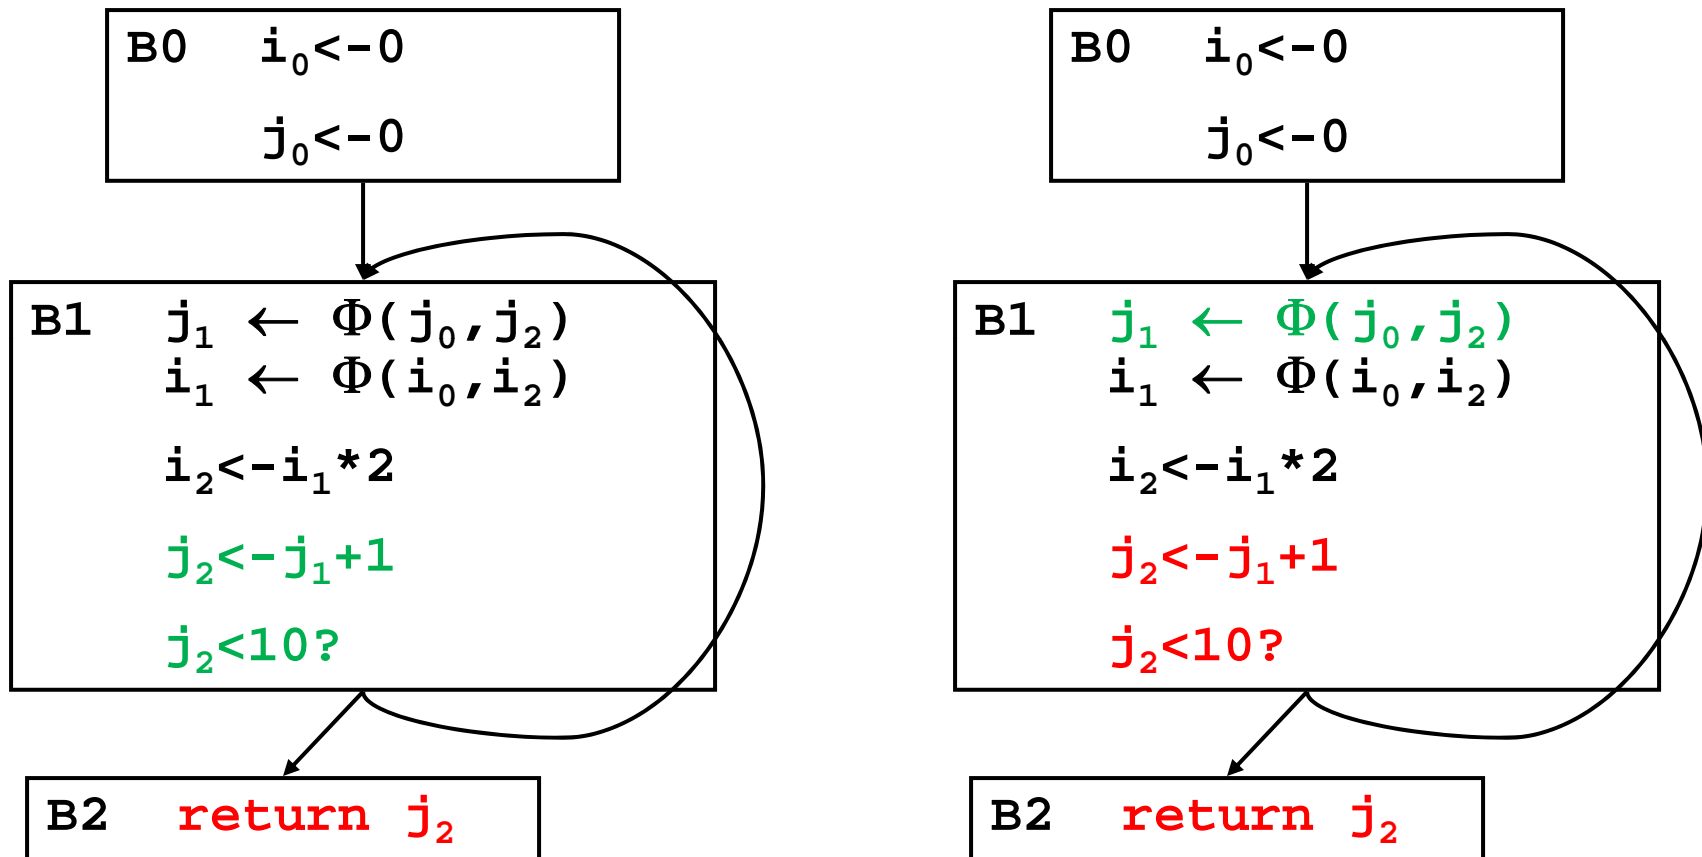 B0 i₀<-0
j₀<-0
B1 j₁ ← Φ(j₀,j₂)
i₁ ← Φ(i₀,i₂)
i₂<-i₁*2
j₂<-j₁+1
j₂<10?
B2 return j₂
B0 i₀<-0
j₀<-0
B1 j₁ ← Φ(j₀,j₂)
i₁ ← Φ(i₀,i₂)
i₂<-i₁*2
j₂<-j₁+1
j₂<10?
B2 return j₂